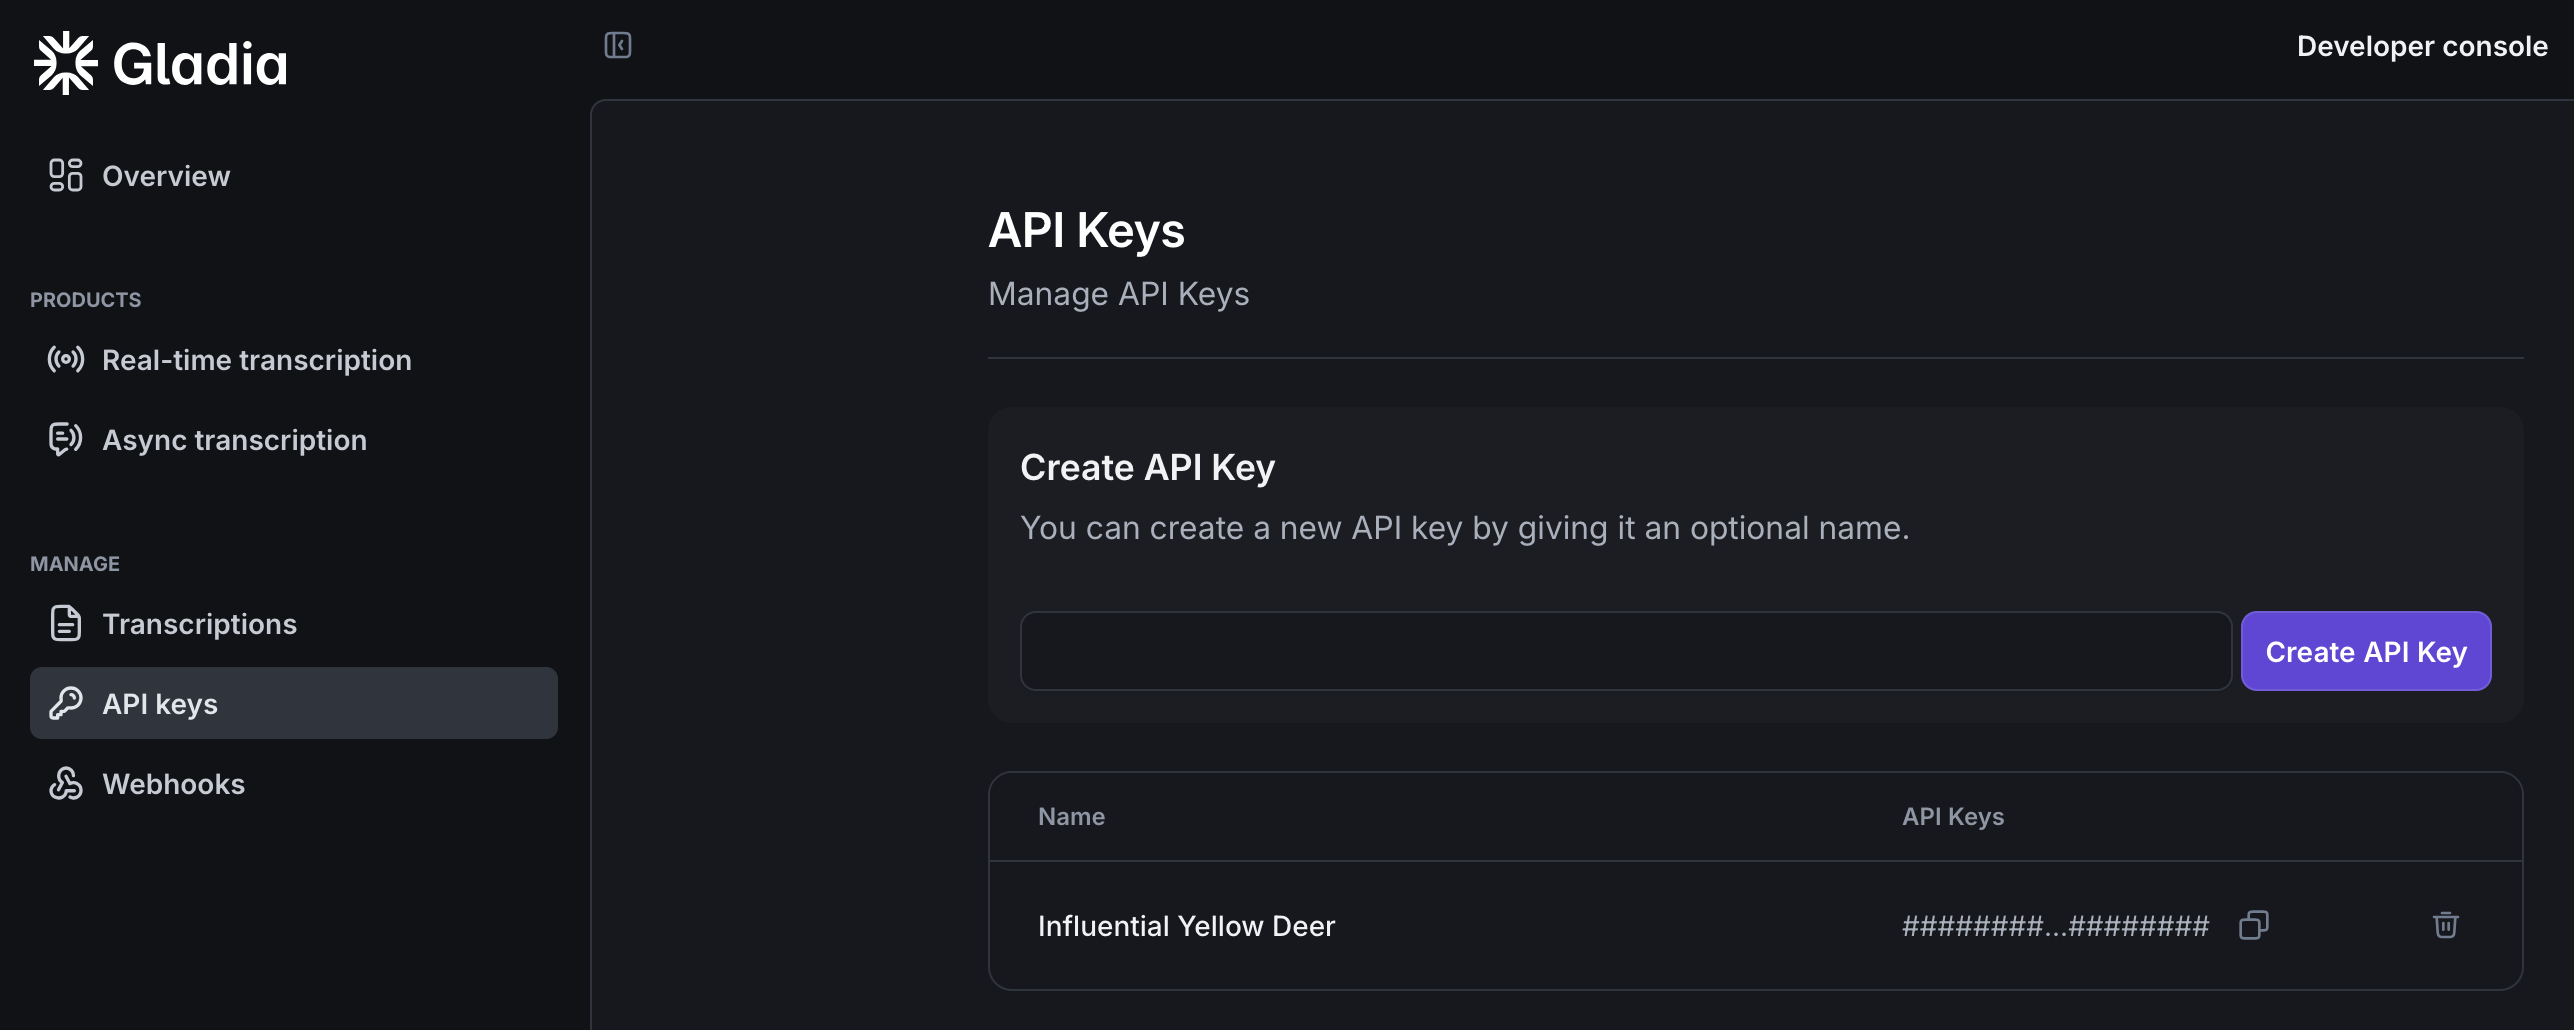 Gladia
Developer console
Overview
PRODUCTS
Real-time transcription
Async transcription
MANAGE
Transcriptions
API keys
Webhooks
API Keys
Manage API Keys
Create API Key
You can create a new API key by giving it an optional name.
Create API Key
Name API Keys
Influential Yellow Deer ########...########